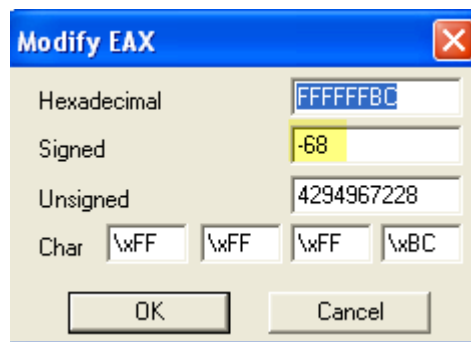 Modify EAX
Hexadecimal FFFFFFBC
Signed -68
Unsigned 4294967228
Char \xFF \xFF \xFF \xBC
OK Cancel